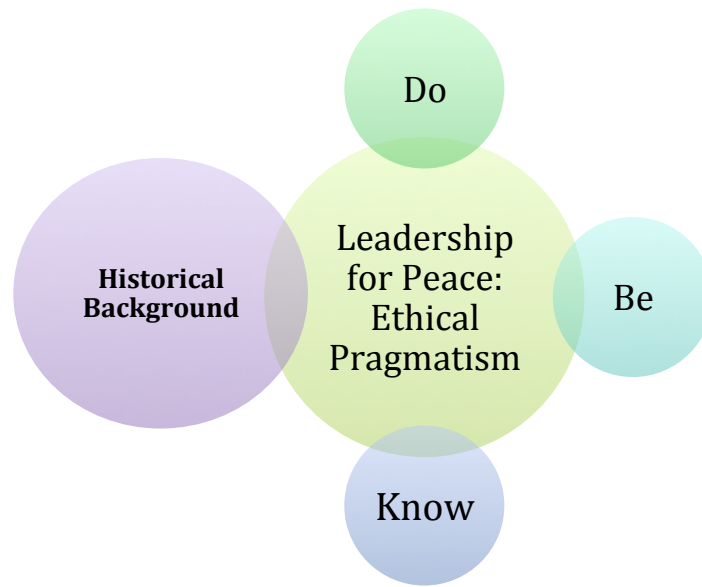 Do
Historical
Background
Leadership
for Peace:
Ethical
Pragmatism
Be
Know